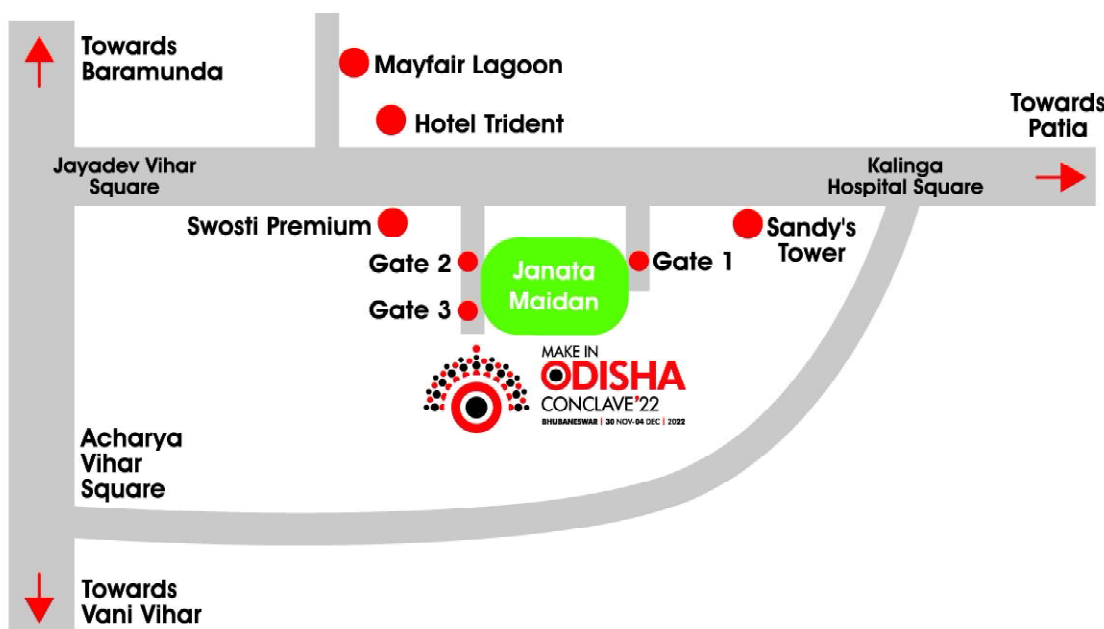 Towards
Baramunda
Mayfair Lagoon
Hotel Trident
Towards
Patia
Jayadev Vihar
Square
Kalinga
Hospital Square
Swosti Premium
Sandy's
Tower
Gate 2
Janata
Maidan
Gate 1
Gate 3
MAKE IN
ODISHA
CONCLAVE'22
BHUBANESWAR | 30 NOV-04 DEC | 2022
Acharya
Vihar
Square
Towards
Vani Vihar